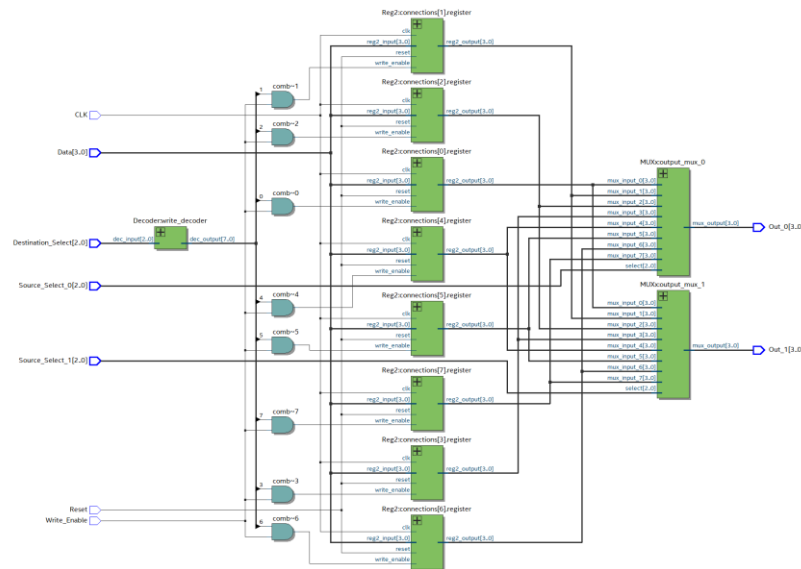 Reg2:connections[1].register
clk
reg2_input[3..0]
reg2_output[3..0]
reset
write_enable
1
comb~1
Reg2:connections[2].register
clk
reg2_input[3..0]
reg2_output[3..0]
reset
write_enable
2
comb~2
CLK
Data[3..0]
Reg2:connections[0].register
clk
reg2_input[3..0]
reg2_output[3..0]
reset
write_enable
0
comb~0
Decoder:write_decoder
dec_input[2..0]
dec_output[7..0]
Destination_Select[2..0]
Source_Select_0[2..0]
Reg2:connections[4].register
clk
reg2_input[3..0]
reg2_output[3..0]
reset
write_enable
4
comb~4
Reg2:connections[5].register
clk
reg2_input[3..0]
reg2_output[3..0]
reset
write_enable
5
comb~5
Source_Select_1[2..0]
Reg2:connections[7].register
clk
reg2_input[3..0]
reg2_output[3..0]
reset
write_enable
7
comb~7
Reg2:connections[3].register
clk
reg2_input[3..0]
reg2_output[3..0]
reset
write_enable
3
comb~3
Reset
Write_Enable
Reg2:connections[6].register
clk
reg2_input[3..0]
reg2_output[3..0]
reset
write_enable
6
comb~6
MUX:output_mux_0
mux_input_0[3..0]
mux_input_1[3..0]
mux_input_2[3..0]
mux_input_3[3..0]
mux_input_4[3..0]
mux_input_5[3..0]
mux_input_6[3..0]
mux_input_7[3..0]
select[2..0]
mux_output[3..0]
Out_0[3..0
MUX:output_mux_1
mux_input_0[3..0]
mux_input_1[3..0]
mux_input_2[3..0]
mux_input_3[3..0]
mux_input_4[3..0]
mux_input_5[3..0]
mux_input_6[3..0]
mux_input_7[3..0]
select[2..0]
mux_output[3..0]
Out_1[3..0